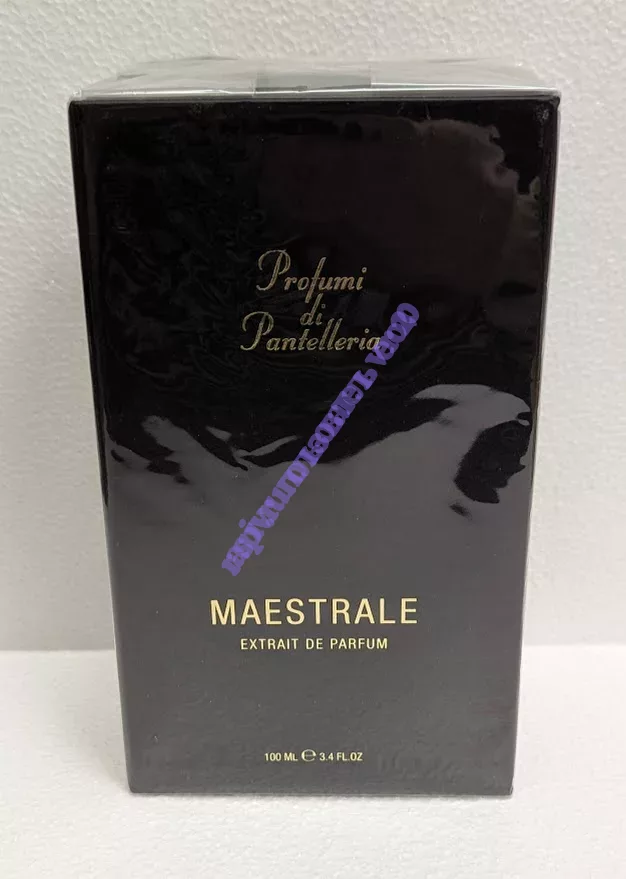 Profumi
di
Pantelleria
MAESTRALE
EXTRAIT DE PARFUM
100 ML ℮ 3.4 FL.OZ